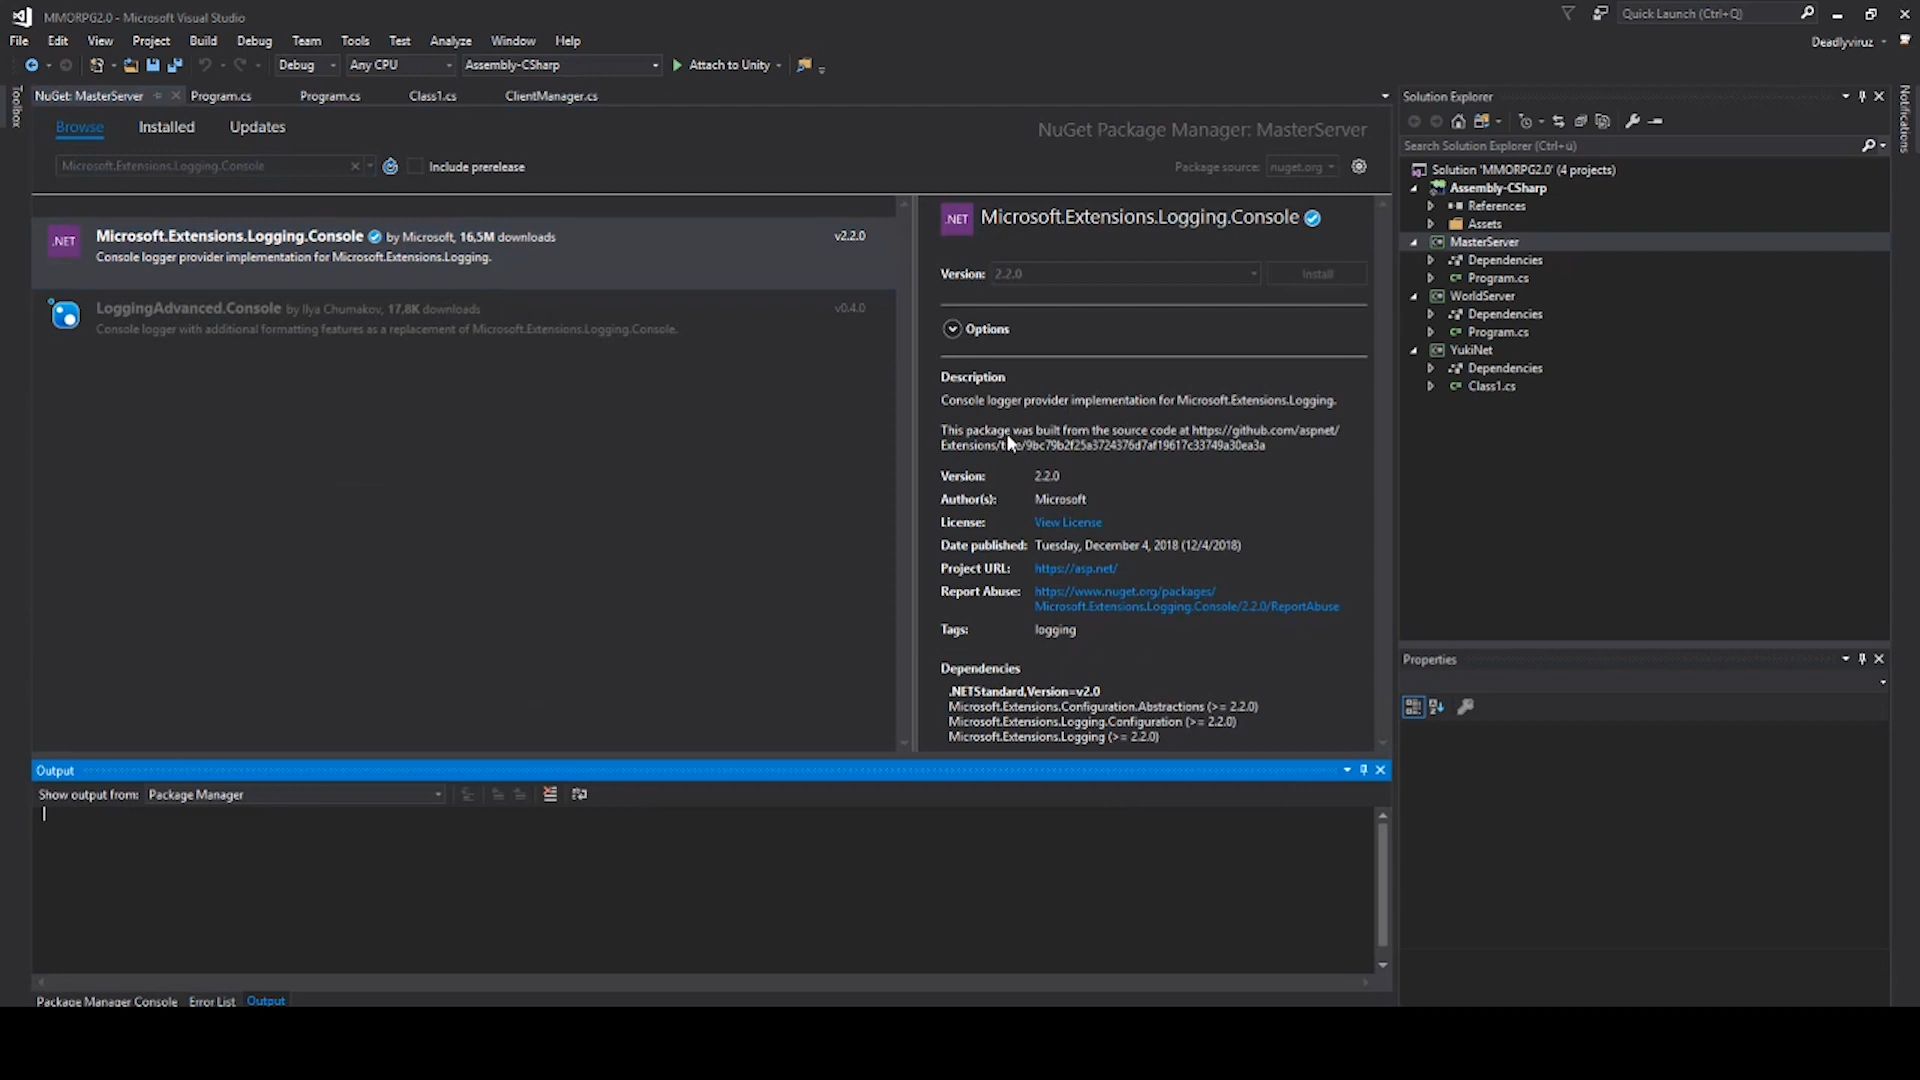 MMORPG2.0 - Microsoft Visual Studio
Quick Launch (Ctrl+Q)
File Edit View Project Build Debug Team Tools Test Analyze Window Help
Deadlyviruz
Debug Any CPU Assembly-CSharp Attach to Unity
Toolbox
NuGet: MasterServer Program.cs Program.cs Class1.cs ClientManager.cs
Browse Installed Updates
NuGet Package Manager: MasterServer
Microsoft.Extensions.Logging.Console
Include prerelease
Package source: nuget.org
.NET
Microsoft.Extensions.Logging.Console by Microsoft, 16,5M downloads
v2.2.0
Console logger provider implementation for Microsoft.Extensions.Logging.
LoggingAdvanced.Console by Ilya Chumakov, 17,8K downloads
v0.4.0
Console logger with additional formatting features as a replacement of Microsoft.Extensions.Logging.Console.
.NET
Microsoft.Extensions.Logging.Console
Version: 2.2.0 Install
Options
Description
Console logger provider implementation for Microsoft.Extensions.Logging.
This package was built from the source code at https://github.com/aspnet/
Version: 2.2.0
Author(s): Microsoft
License: View License
Date published: Tuesday, December 4, 2018 (12/4/2018)
Project URL: https://asp.net/
Report Abuse: https://www.nuget.org/packages/
Microsoft.Extensions.Logging.Console/2.2.0/ReportAbuse
Tags: logging
Dependencies
.NETStandard,Version=v2.0
Microsoft.Extensions.Configuration.Abstractions (>= 2.2.0)
Microsoft.Extensions.Logging.Configuration (>= 2.2.0)
Microsoft.Extensions.Logging (>= 2.2.0)
Output
Show output from: Package Manager
Package Manager Console Error List Output
Solution Explorer
Search Solution Explorer (Ctrl+ü)
Solution 'MMORPG2.0' (4 projects)
Assembly-CSharp
References
Assets
MasterServer
Dependencies
Program.cs
WorldServer
Dependencies
Program.cs
YukiNet
Dependencies
Class1.cs
Properties
Notifications